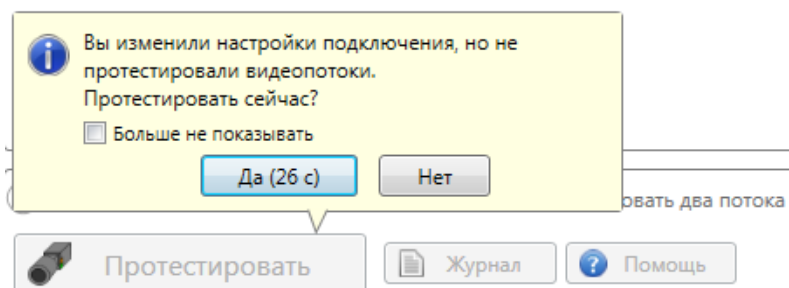 Вы изменили настройки подключения, но не
протестировали видеопотоки.
Протестировать сейчас?
Больше не показывать
Да (26 с)
Нет
два потока
Протестировать
Журнал
Помощь